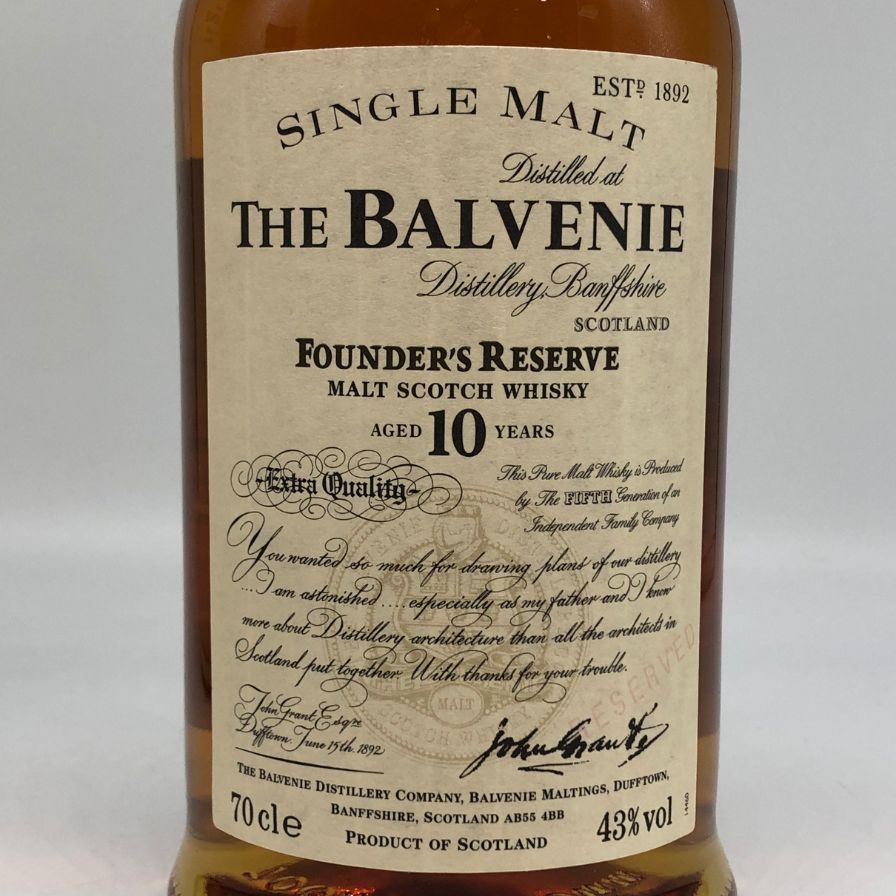 ESTD 1892
SINGLE MALT
Distilled at
THE BALVENIE
Distillery, Banffshire
SCOTLAND
FOUNDER'S RESERVE
MALT SCOTCH WHISKY
AGED 10 YEARS
~Extra Quality~
This Pure Malt Whisky is Produced
by The FIFTH Generation of an
Independent Family Company
You wanted so much for drawing plans of our distillery
...I am astonished ....especially as my father and I know
more about Distillery architecture than all the architects in
Scotland put together. With thanks for your trouble.
RESERVED
MALT
SCOTCH WHISKY
John Grant Esqre
Dufftown. June 15th. 1892
John Grant
THE BALVENIE DISTILLERY COMPANY, BALVENIE MALTINGS, DUFFTOWN,
BANFFSHIRE, SCOTLAND AB55 4BB
70cl e
43% vol
PRODUCT OF SCOTLAND